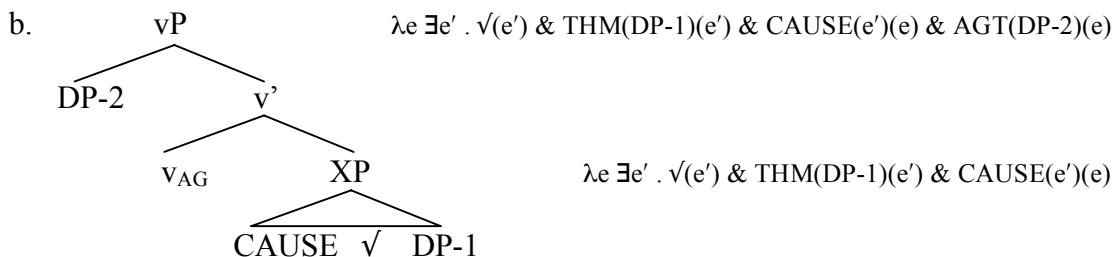 b. vP λe ∃e′ . √(e′) & THM(DP-1)(e′) & CAUSE(e′)(e) & AGT(DP-2)(e)
DP-2 v’
vAG XP λe ∃e′ . √(e′) & THM(DP-1)(e′) & CAUSE(e′)(e)
CAUSE √ DP-1